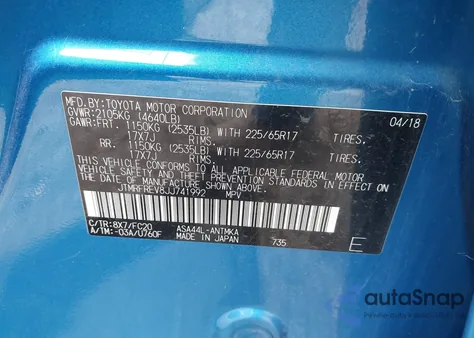 MFD.BY: TOYOTA MOTOR CORPORATION 04/18
GVWR: 2105KG (4640LB)
GAWR: FRT. 1150KG (2535LB) WITH 225/65R17 TIRES.
17X7J RIMS.
RR. 1150KG (2535LB) WITH 225/65R17 TIRES.
17X7J RIMS.
THIS VEHICLE CONFORMS TO ALL APPLICABLE FEDERAL MOTOR
VEHICLE SAFETY AND THEFT PREVENTION STANDARDS IN
EFFECT ON THE DATE OF MANUFACTURE SHOWN ABOVE.
JTMRFREV8JJ741992 MPV
C/TR: 8X7/FC20 ASA44L-ANTMKA
A/TM: -03A/U760F MADE IN JAPAN 735 E
autoSnap